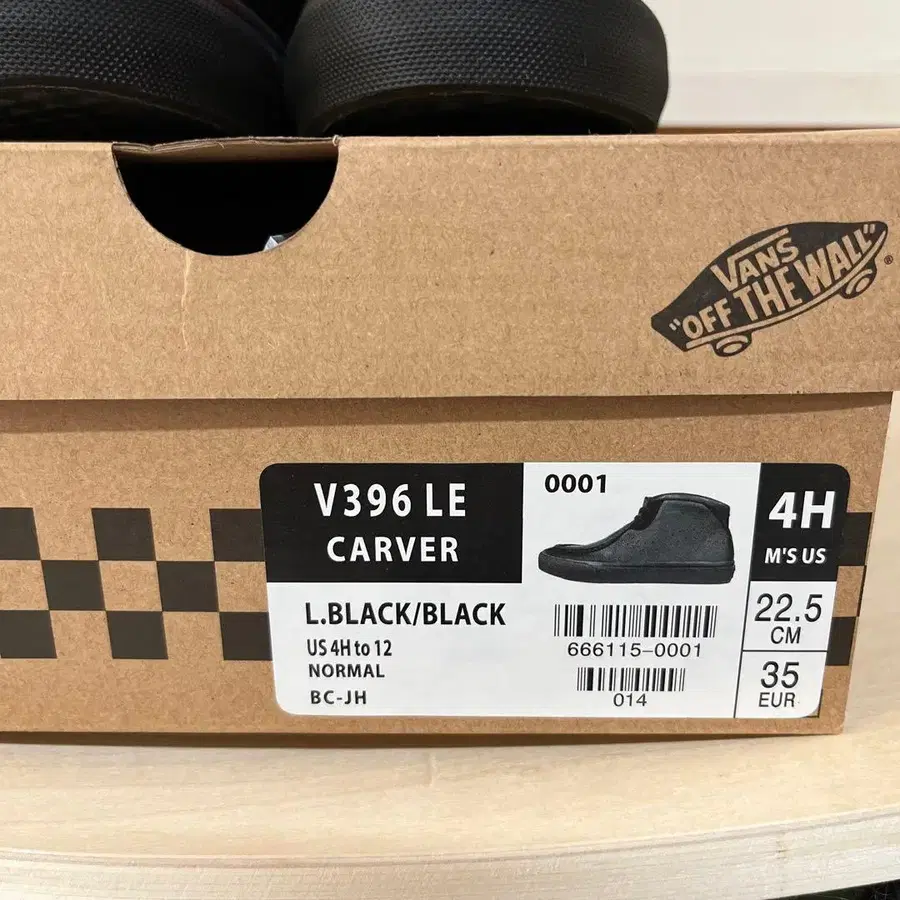 VANS
"OFF THE WALL"
®
V396 LE
CARVER
0001
4H
M'S US
L.BLACK/BLACK
US 4H to 12
NORMAL
BC-JH
666115-0001
014
22.5
CM
35
EUR